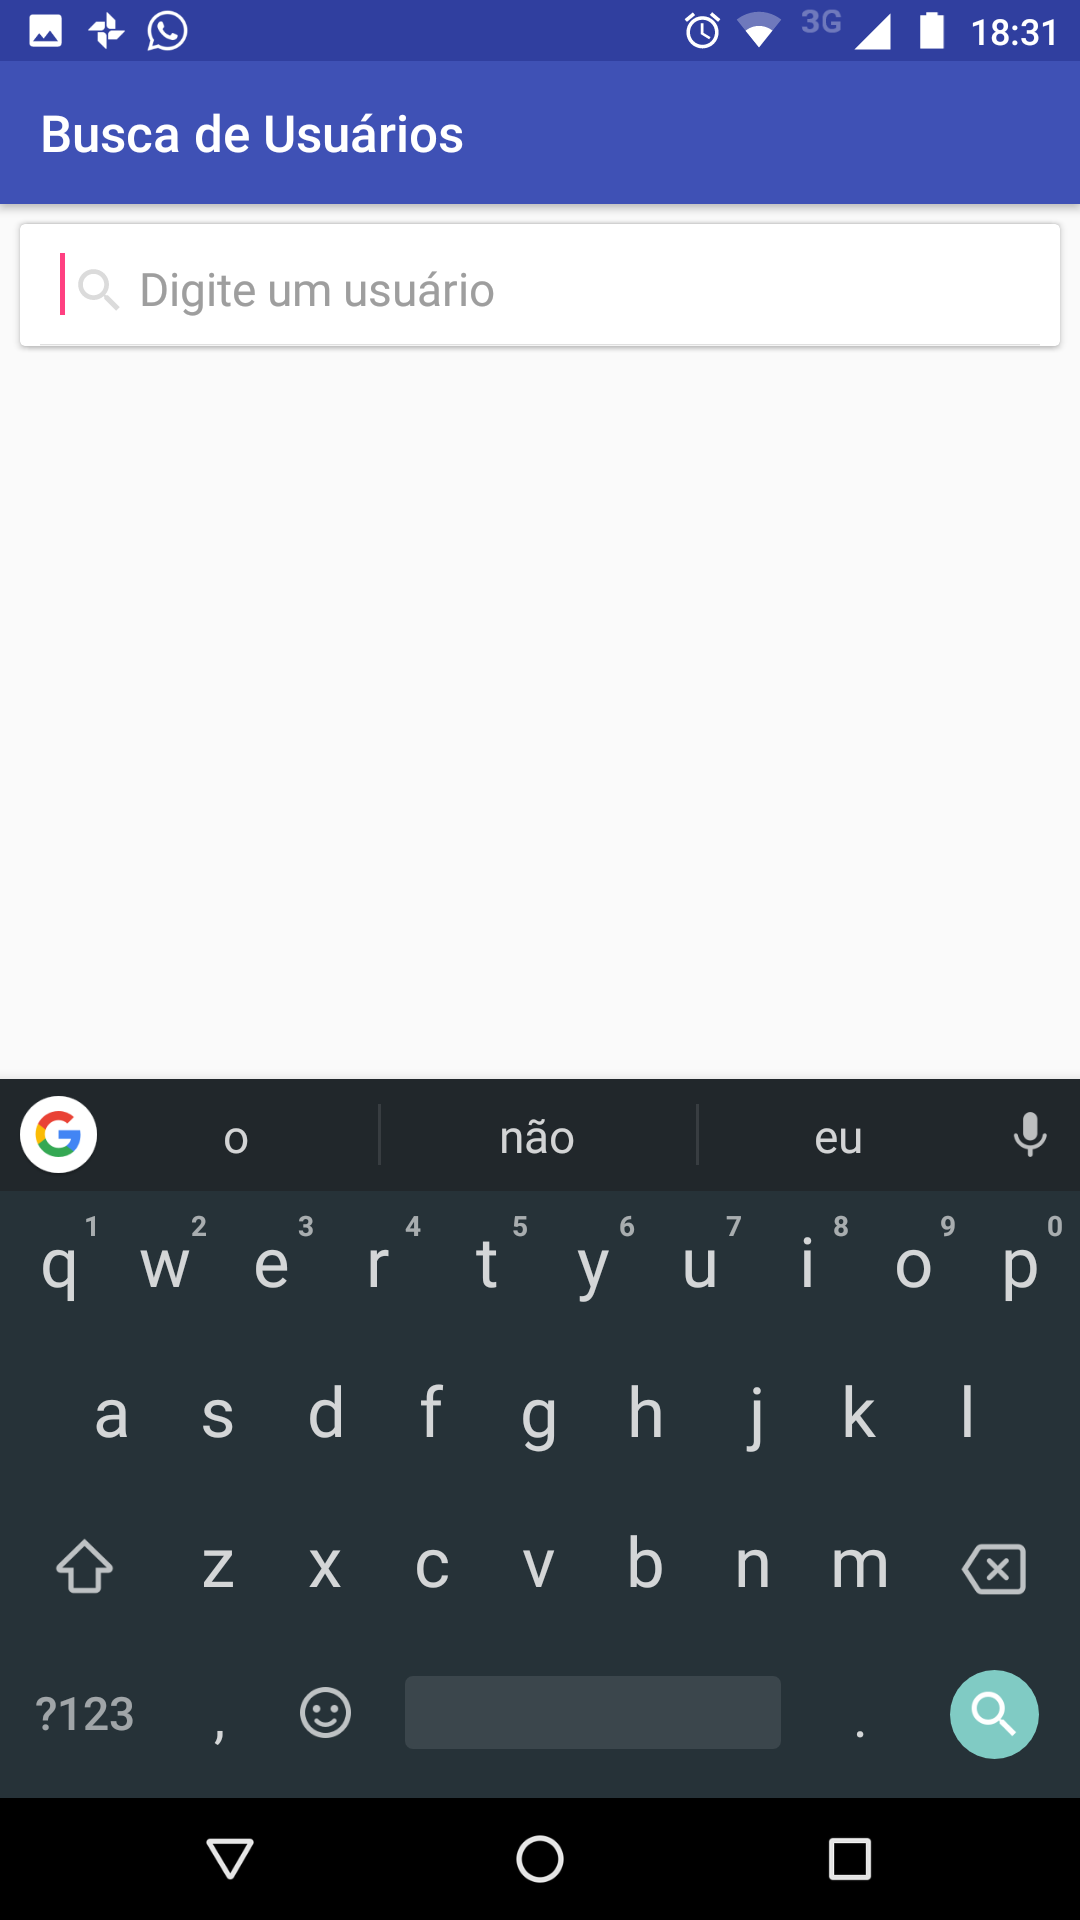 3G 18:31
Busca de Usuários
Digite um usuário
o não eu
1 2 3 4 5 6 7 8 9 0
q w e r t y u i o p
a s d f g h j k l
z x c v b n m
?123 , .